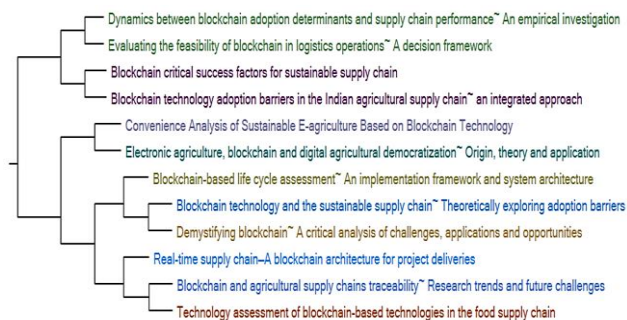 Dynamics between blockchain adoption determinants and supply chain performance~ An empirical investigation
Evaluating the feasibility of blockchain in logistics operations~ A decision framework
Blockchain critical success factors for sustainable supply chain
Blockchain technology adoption barriers in the Indian agricultural supply chain~ an integrated approach
Convenience Analysis of Sustainable E-agriculture Based on Blockchain Technology
Electronic agriculture, blockchain and digital agricultural democratization~ Origin, theory and application
Blockchain-based life cycle assessment~ An implementation framework and system architecture
Blockchain technology and the sustainable supply chain~ Theoretically exploring adoption barriers
Demystifying blockchain~ A critical analysis of challenges, applications and opportunities
Real-time supply chain–A blockchain architecture for project deliveries
Blockchain and agricultural supply chains traceability~ Research trends and future challenges
Technology assessment of blockchain-based technologies in the food supply chain